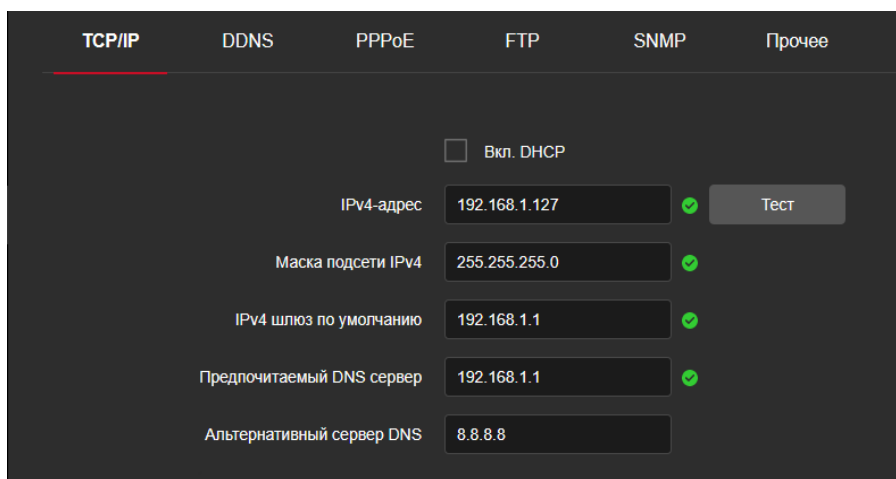 TCP/IP DDNS PPPoE FTP SNMP Прочее
Вкл. DHCP
IPv4-адрес 192.168.1.127 Тест
Маска подсети IPv4 255.255.255.0
IPv4 шлюз по умолчанию 192.168.1.1
Предпочитаемый DNS сервер 192.168.1.1
Альтернативный сервер DNS 8.8.8.8